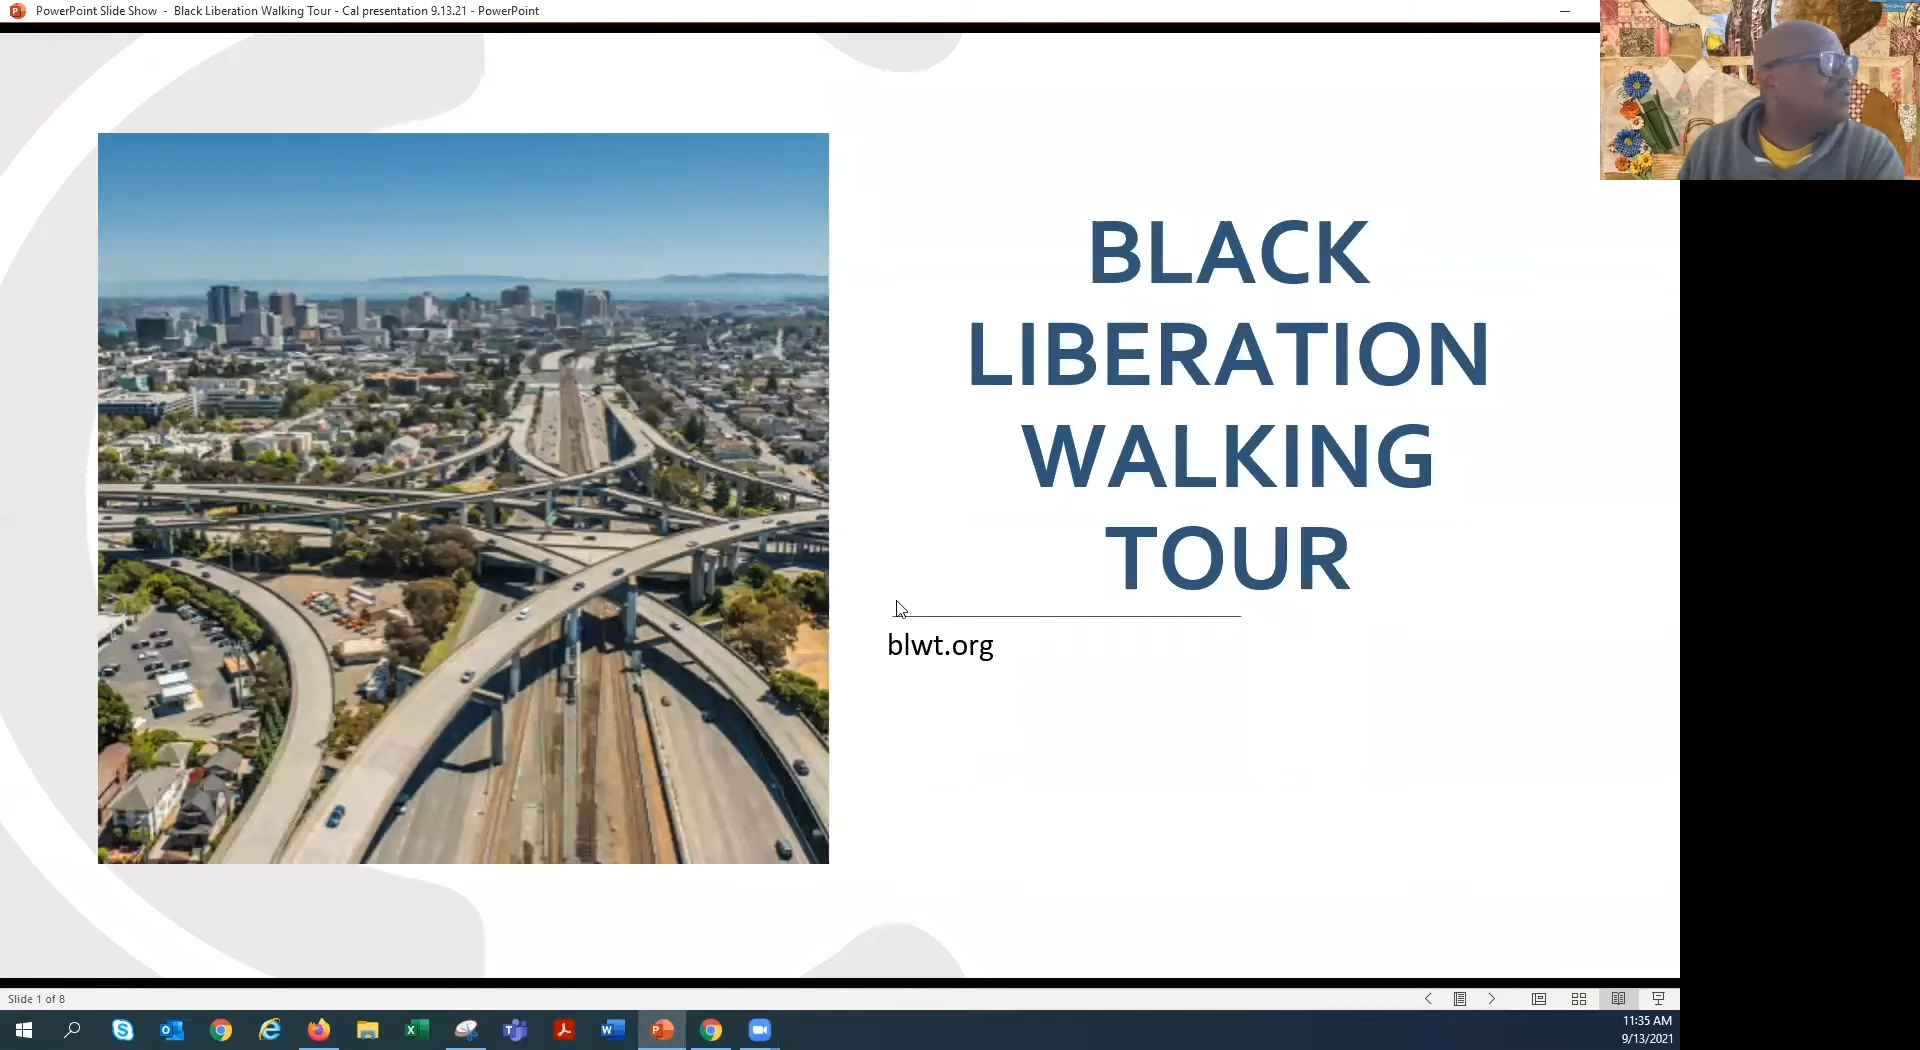 PowerPoint Slide Show - Black Liberation Walking Tour - Cal presentation 9.13.21 - PowerPoint
BLACK
LIBERATION
WALKING
TOUR
blwt.org
Slide 1 of 8
11:35 AM
9/13/2021